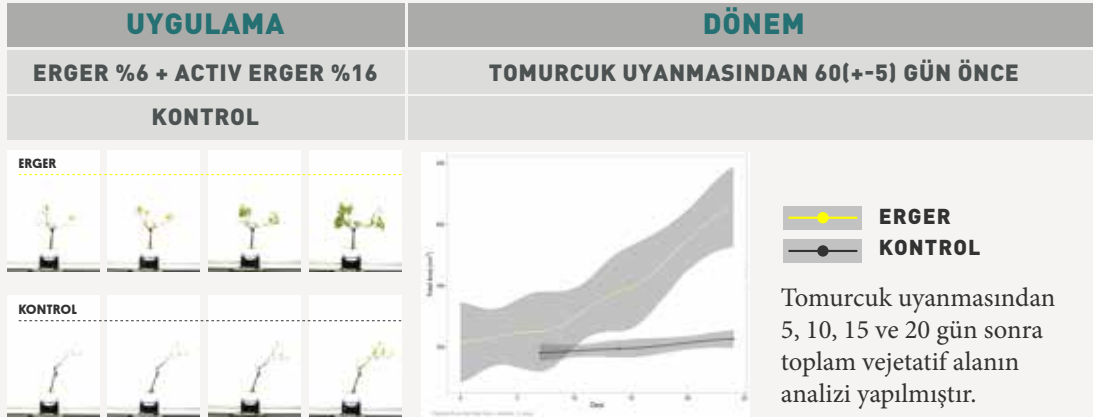 UYGULAMA
DÖNEM
ERGER %6 + ACTIV ERGER %16
TOMURCUK UYANMASINDAN 60(+-5) GÜN ÖNCE
KONTROL
ERGER
KONTROL
ERGER
KONTROL
Tomurcuk uyanmasından
5, 10, 15 ve 20 gün sonra
toplam vejetatif alanın
analizi yapılmıştır.